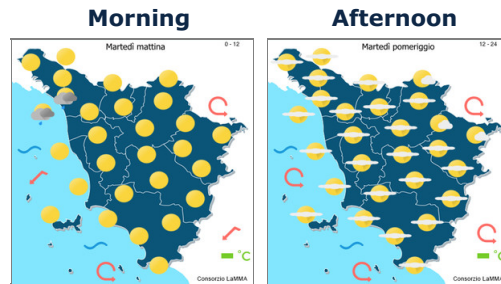 Morning
Afternoon
Martedì mattina
0 - 12
°C
Consorzio LaMMA
Martedì pomeriggio
12 - 24
°C
Consorzio LaMMA